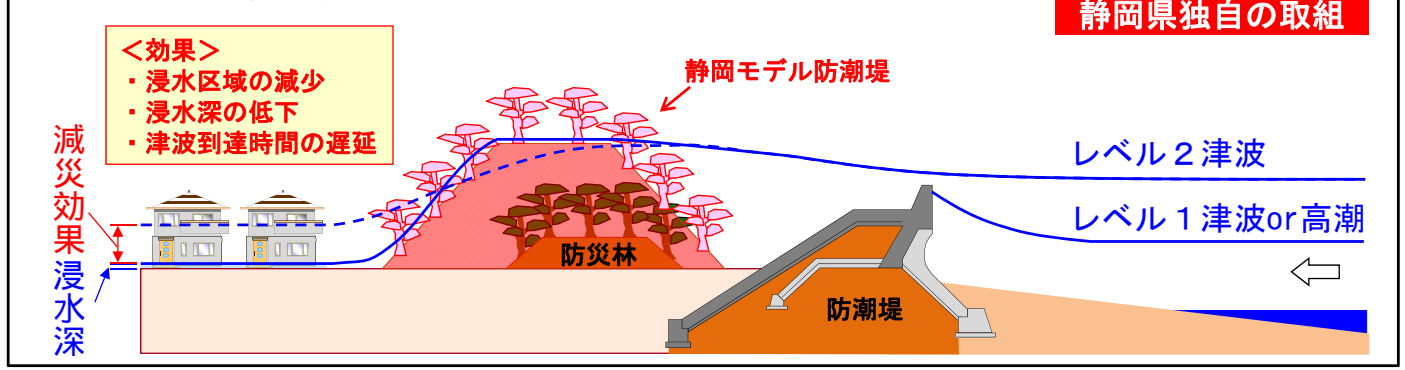 静岡県独自の取組
＜効果＞
・浸水区域の減少
・浸水深の低下
・津波到達時間の遅延
静岡モデル防潮堤
減災効果
浸水深
レベル２津波
レベル１津波or高潮
防災林
防潮堤